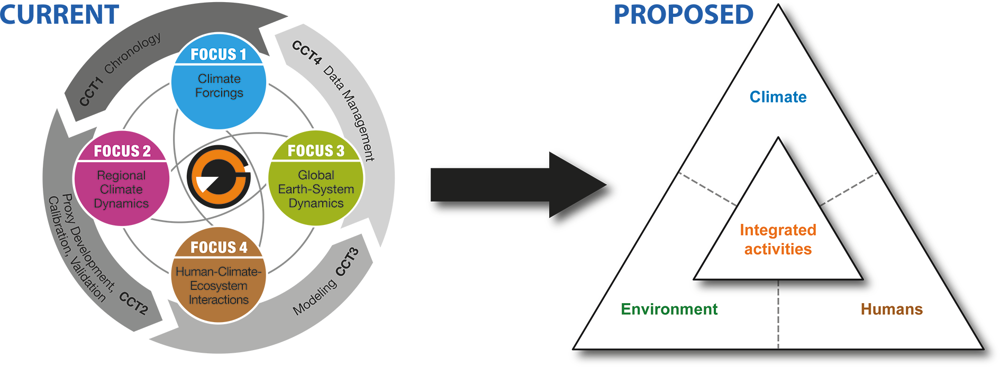 CURRENT
CCT1 Chronology
CCT4 Data Management
FOCUS 1
Climate
Forcings
FOCUS 2
Regional
Climate
Dynamics
FOCUS 3
Global
Earth-System
Dynamics
FOCUS 4
Human-Climate-
Ecosystem
Interactions
Proxy Development,
Calibration, Validation
CCT2
Modeling CCT3
PROPOSED
Climate
Integrated
activities
Environment
Humans